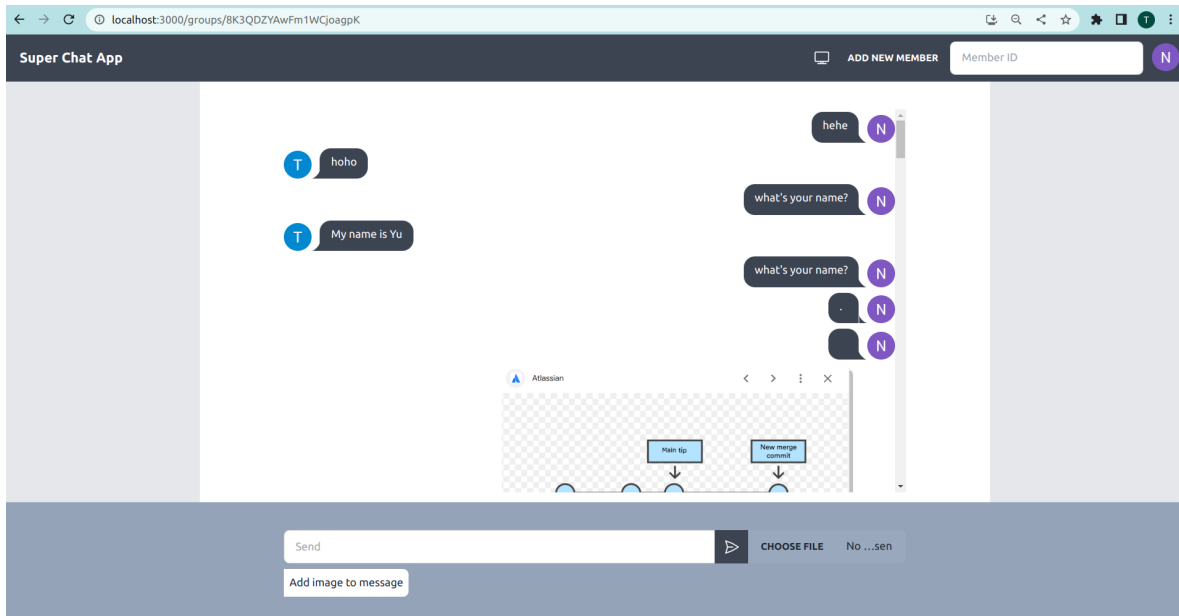 localhost:3000/groups/8K3QDZYAwFm1WCjoagpK
T
Super Chat App
ADD NEW MEMBER
Member ID
N
hehe
N
T
hoho
what's your name?
N
T
My name is Yu
what's your name?
N
.
N
N
Atlassian
Main tip
New merge
commit
Send
CHOOSE FILE
No ...sen
Add image to message